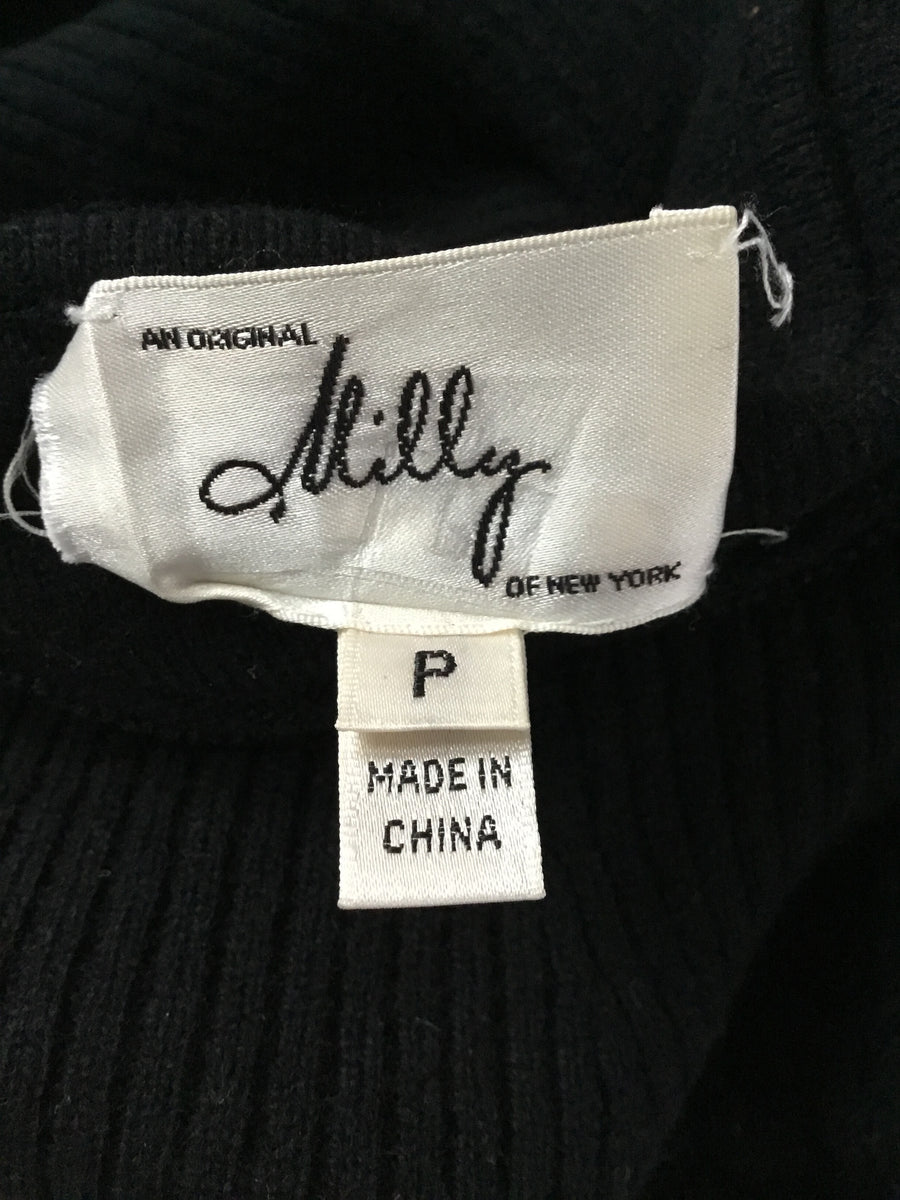 AN ORIGINAL
Milly
OF NEW YORK
P
MADE IN
CHINA